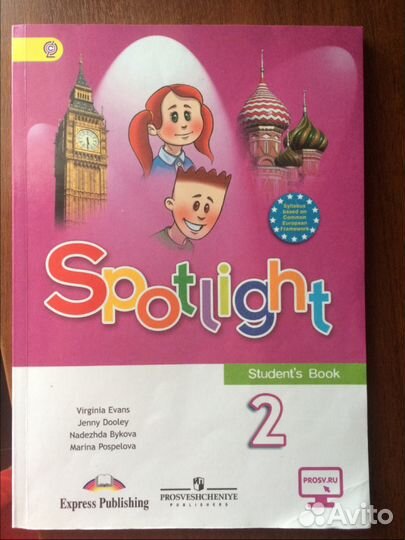 Syllabus
based on
Common
European
Framework
Spotlight
Student's Book
2
Virginia Evans
Jenny Dooley
Nadezhda Bykova
Marina Pospelova
Express Publishing
PROSVESHCHENIYE
PUBLISHERS
PROSV.RU
Avito